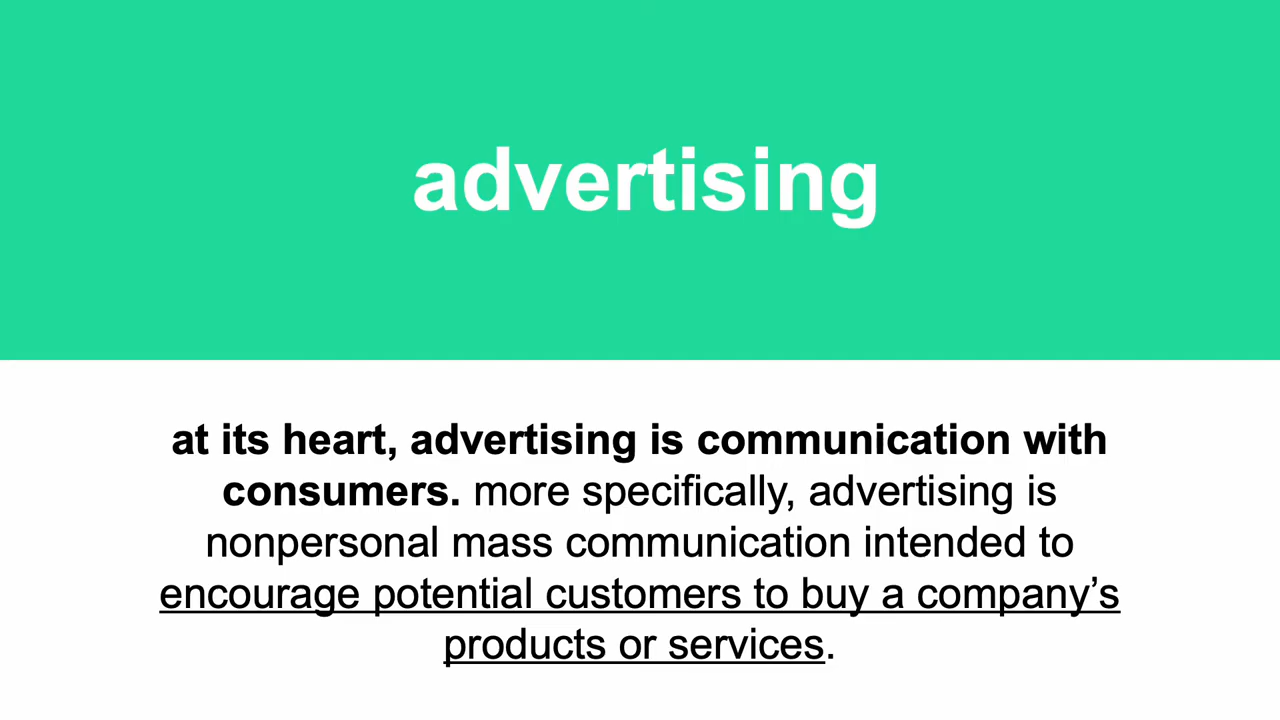 advertising
at its heart, advertising is communication with
consumers. more specifically, advertising is
nonpersonal mass communication intended to
encourage potential customers to buy a company’s
products or services.